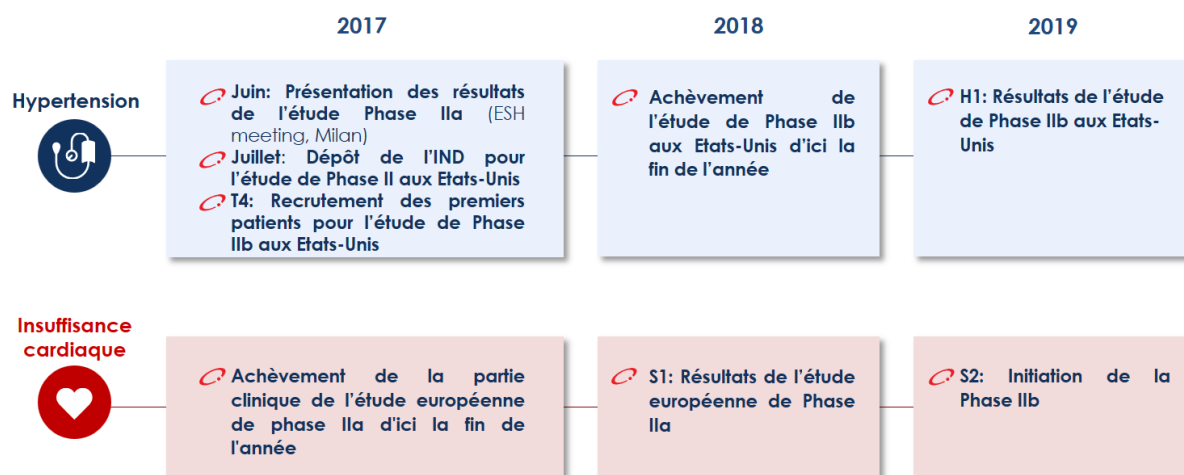 2017
2018
2019
Hypertension
Juin: Présentation des résultats
de l'étude Phase IIa (ESH
meeting, Milan)
Juillet: Dépôt de l'IND pour
l'étude de Phase II aux Etats-Unis
T4: Recrutement des premiers
patients pour l'étude de Phase
IIb aux Etats-Unis
Achèvement de
l'étude de Phase IIb
aux Etats-Unis d'ici la
fin de l'année
H1: Résultats de l'étude
de Phase IIb aux Etats-
Unis
Insuffisance
cardiaque
Achèvement de la partie
clinique de l'étude européenne
de phase IIa d'ici la fin de
l'année
S1: Résultats de l'étude
européenne de Phase
IIa
S2: Initiation de la
Phase IIb